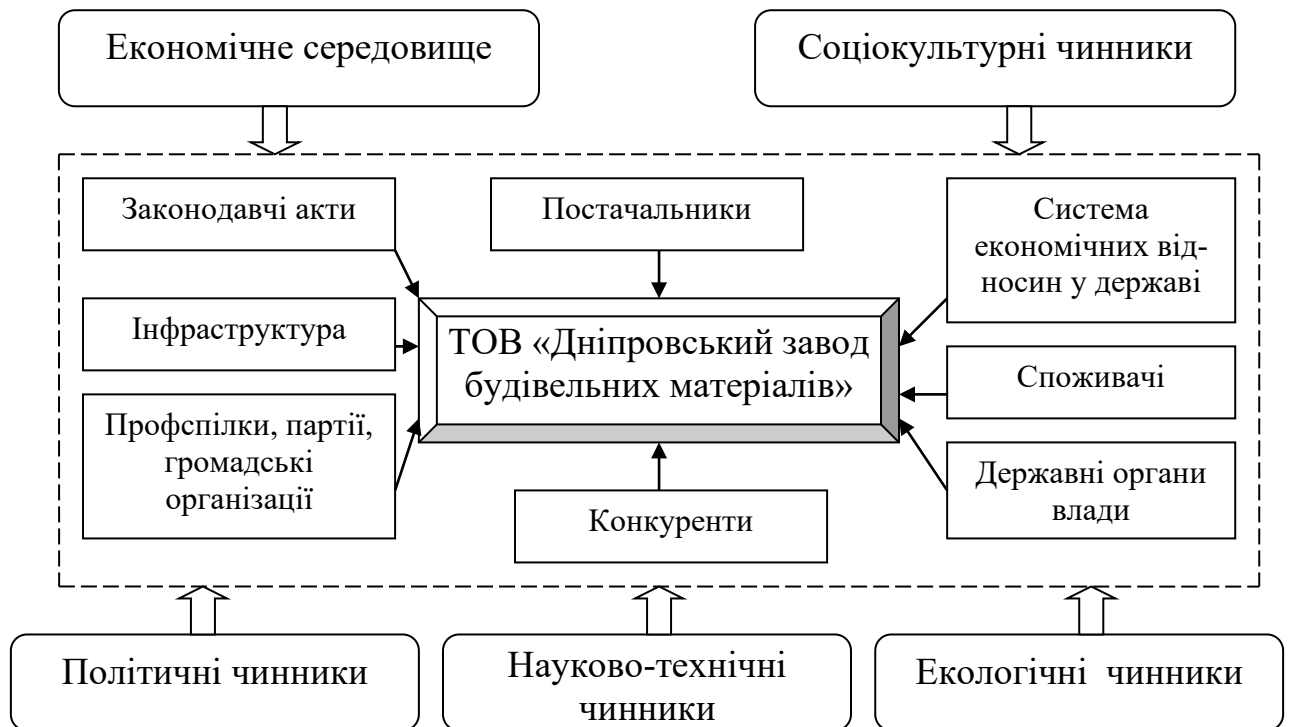 Економічне середовище
Соціокультурні чинники
Законодавчі акти
Постачальники
Система
економічних від-
носин у державі
Інфраструктура
ТОВ «Дніпровський завод
будівельних матеріалів»
Споживачі
Профспілки, партії,
громадські
організації
Конкуренти
Державні органи
влади
Політичні чинники
Науково-технічні
чинники
Екологічні чинники